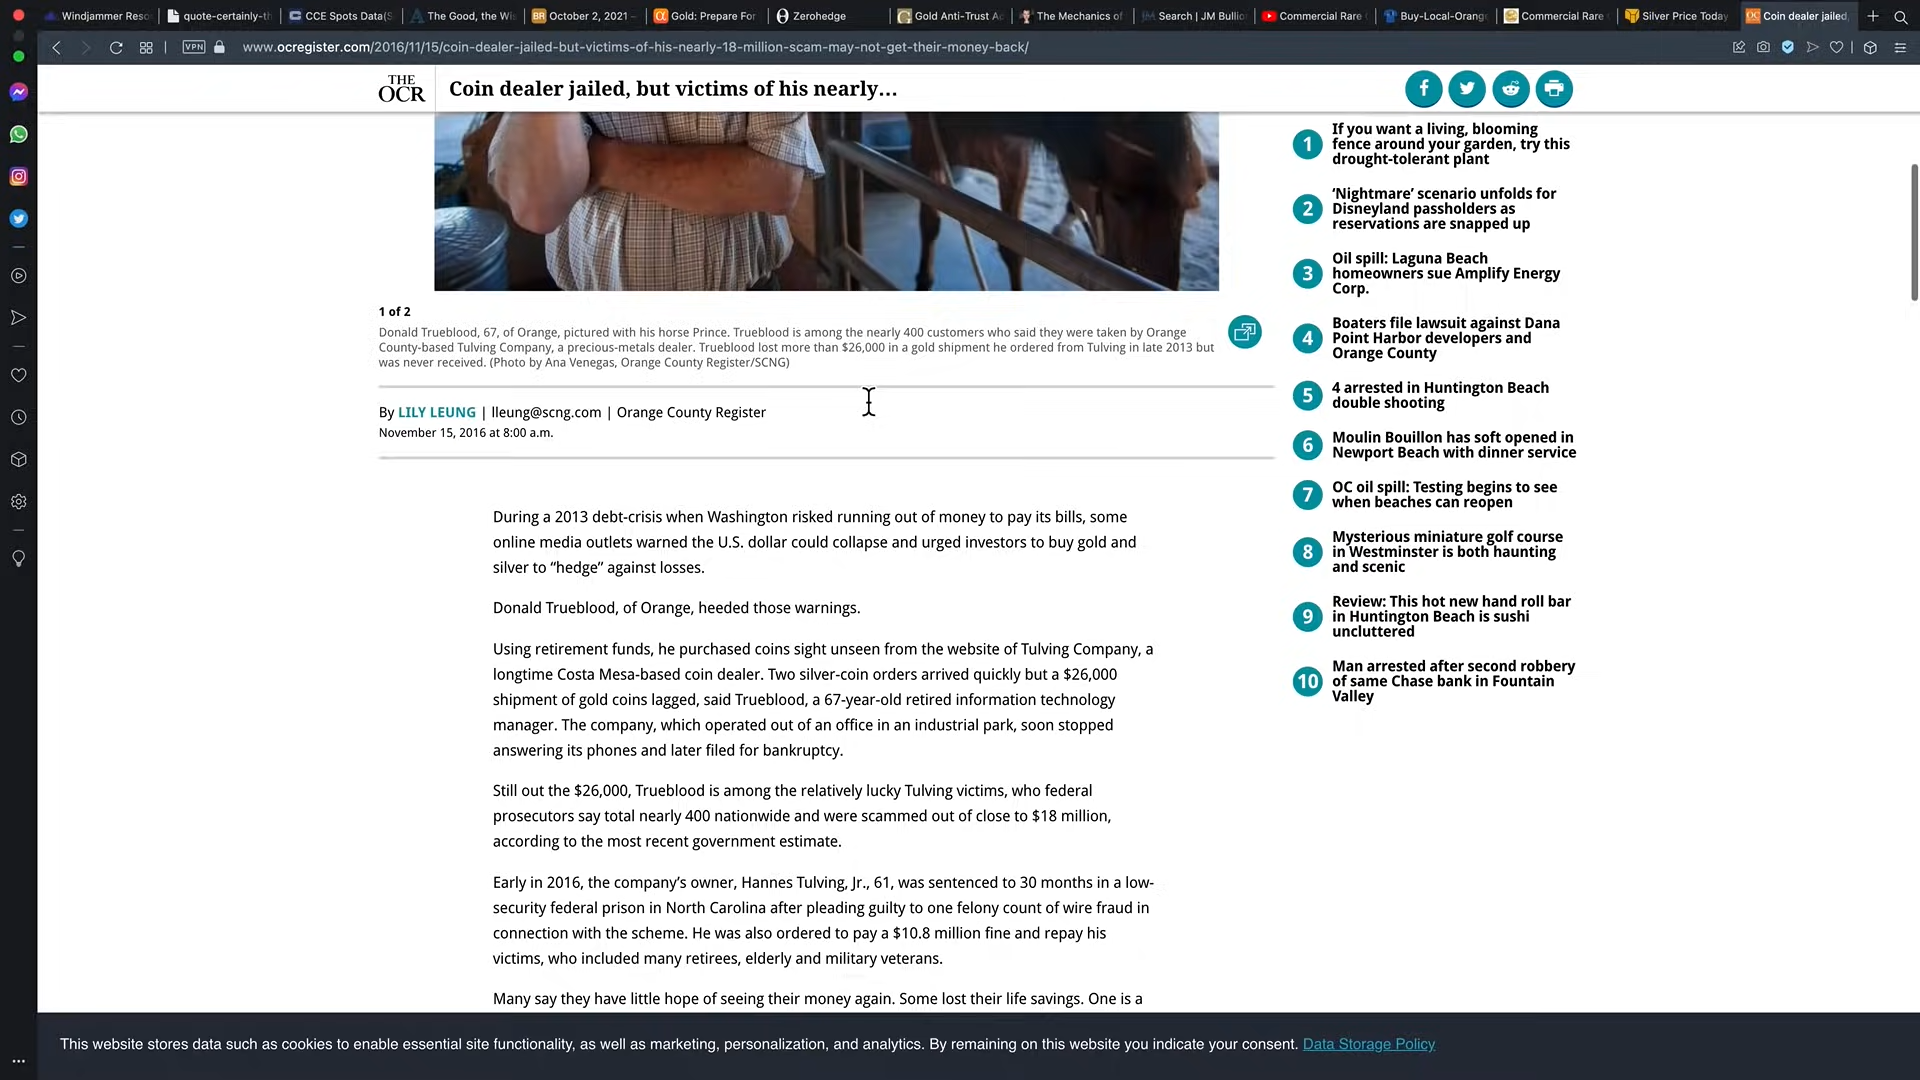 Windjammer Reso
quote-certainly-th
CCE Spots Data(S
The Good, the Wi
October 2, 2021 –
Gold: Prepare For
Zerohedge
Gold Anti-Trust A
The Mechanics of
Search | JM Bullio
Commercial Rare
Buy-Local-Orang
Commercial Rare
Silver Price Today
Coin dealer jailed,
VPN
www.ocregister.com/2016/11/15/coin-dealer-jailed-but-victims-of-his-nearly-18-million-scam-may-not-get-their-money-back/
THE
OCR
Coin dealer jailed, but victims of his nearly...
1 of 2
Donald Trueblood, 67, of Orange, pictured with his horse Prince. Trueblood is among the nearly 400 customers who said they were taken by Orange
County-based Tulving Company, a precious-metals dealer. Trueblood lost more than $26,000 in a gold shipment he ordered from Tulving in late 2013 but
was never received. (Photo by Ana Venegas, Orange County Register/SCNG)
By LILY LEUNG | lleung@scng.com | Orange County Register
November 15, 2016 at 8:00 a.m.
During a 2013 debt-crisis when Washington risked running out of money to pay its bills, some
online media outlets warned the U.S. dollar could collapse and urged investors to buy gold and
silver to “hedge” against losses.
Donald Trueblood, of Orange, heeded those warnings.
Using retirement funds, he purchased coins sight unseen from the website of Tulving Company, a
longtime Costa Mesa-based coin dealer. Two silver-coin orders arrived quickly but a $26,000
shipment of gold coins lagged, said Trueblood, a 67-year-old retired information technology
manager. The company, which operated out of an office in an industrial park, soon stopped
answering its phones and later filed for bankruptcy.
Still out the $26,000, Trueblood is among the relatively lucky Tulving victims, who federal
prosecutors say total nearly 400 nationwide and were scammed out of close to $18 million,
according to the most recent government estimate.
Early in 2016, the company’s owner, Hannes Tulving, Jr., 61, was sentenced to 30 months in a low-
security federal prison in North Carolina after pleading guilty to one felony count of wire fraud in
connection with the scheme. He was also ordered to pay a $10.8 million fine and repay his
victims, who included many retirees, elderly and military veterans.
Many say they have little hope of seeing their money again. Some lost their life savings. One is a
1
If you want a living, blooming
fence around your garden, try this
drought-tolerant plant
2
‘Nightmare’ scenario unfolds for
Disneyland passholders as
reservations are snapped up
3
Oil spill: Laguna Beach
homeowners sue Amplify Energy
Corp.
4
Boaters file lawsuit against Dana
Point Harbor developers and
Orange County
5
4 arrested in Huntington Beach
double shooting
6
Moulin Bouillon has soft opened in
Newport Beach with dinner service
7
OC oil spill: Testing begins to see
when beaches can reopen
8
Mysterious miniature golf course
in Westminster is both haunting
and scenic
9
Review: This hot new hand roll bar
in Huntington Beach is sushi
uncluttered
10
Man arrested after second robbery
of same Chase bank in Fountain
Valley
This website stores data such as cookies to enable essential site functionality, as well as marketing, personalization, and analytics. By remaining on this website you indicate your consent. Data Storage Policy